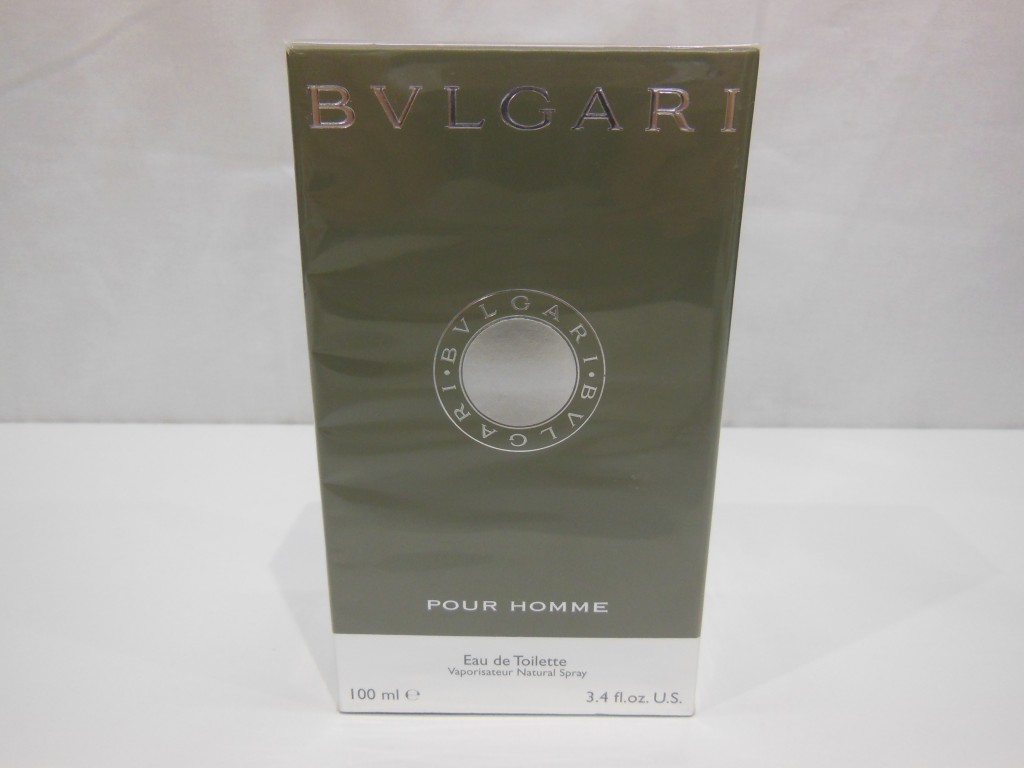 BVLGARI
BVLGARI • BVLGARI •
POUR HOMME
Eau de Toilette
Vaporisateur Natural Spray
100 ml ℮
3.4 fl.oz. U.S.